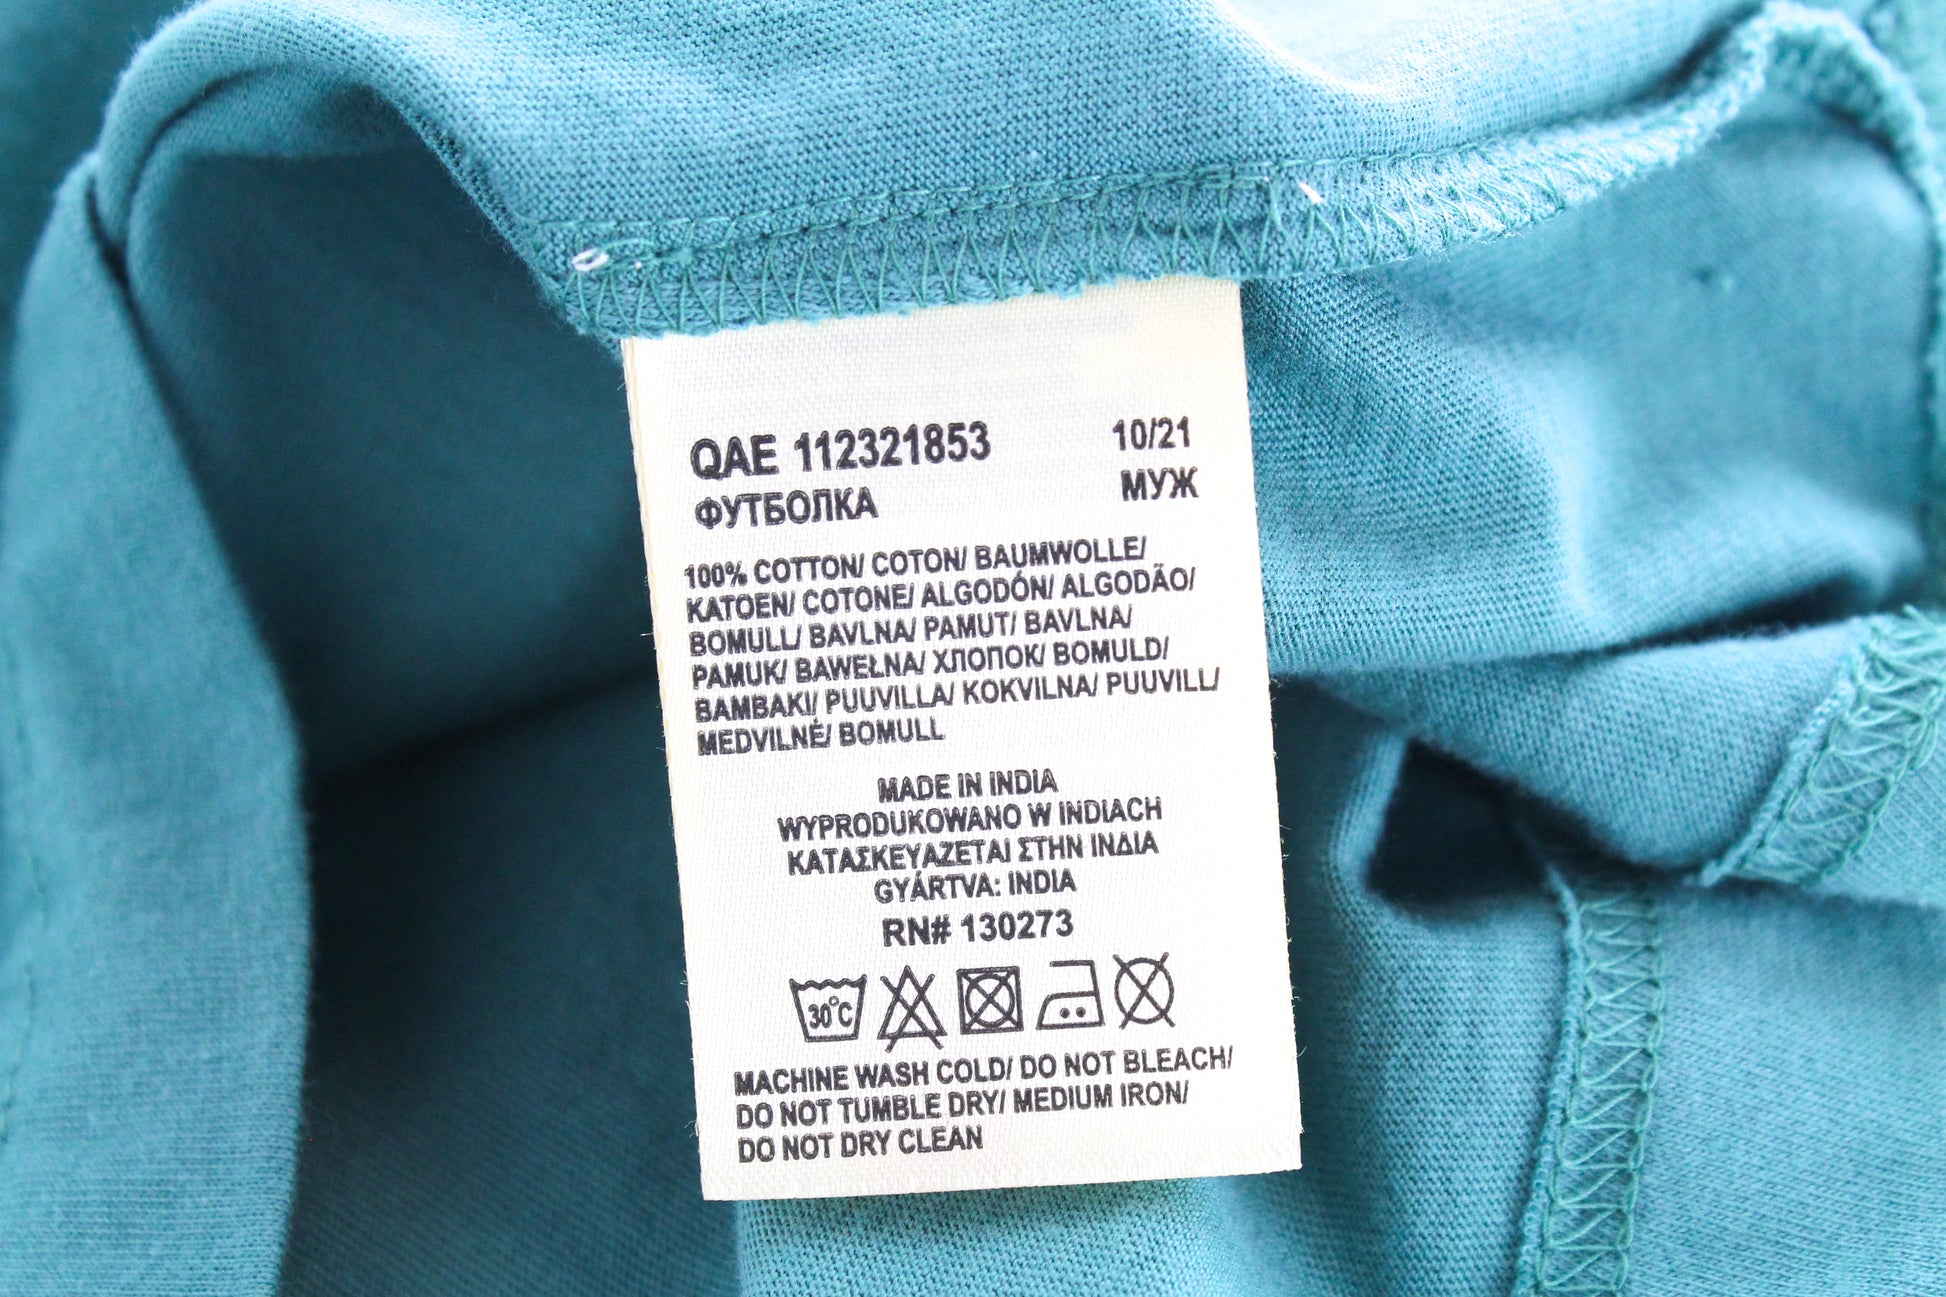 QAE 112321853 10/21
ФУТБОЛКА МУЖ
100% COTTON/ COTON/ BAUMWOLLE/
KATOEN/ COTONE/ ALGODÓN/ ALGODÃO/
BOMULL/ BAVLNA/ PAMUT/ BAVLNA/
PAMUK/ BAWEŁNA/ ХЛОПОК/ BOMULD/
BAMBAKI/ PUUVILLA/ KOKVILNA/ PUUVILL/
MEDVILNĖ/ BOMULL
MADE IN INDIA
WYPRODUKOWANO W INDIACH
ΚΑΤΑΣΚΕΥΑΖΕΤΑΙ ΣΤΗΝ ΙΝΔΙΑ
GYÁRTVA: INDIA
RN# 130273
30°C
MACHINE WASH COLD/ DO NOT BLEACH/
DO NOT TUMBLE DRY/ MEDIUM IRON/
DO NOT DRY CLEAN